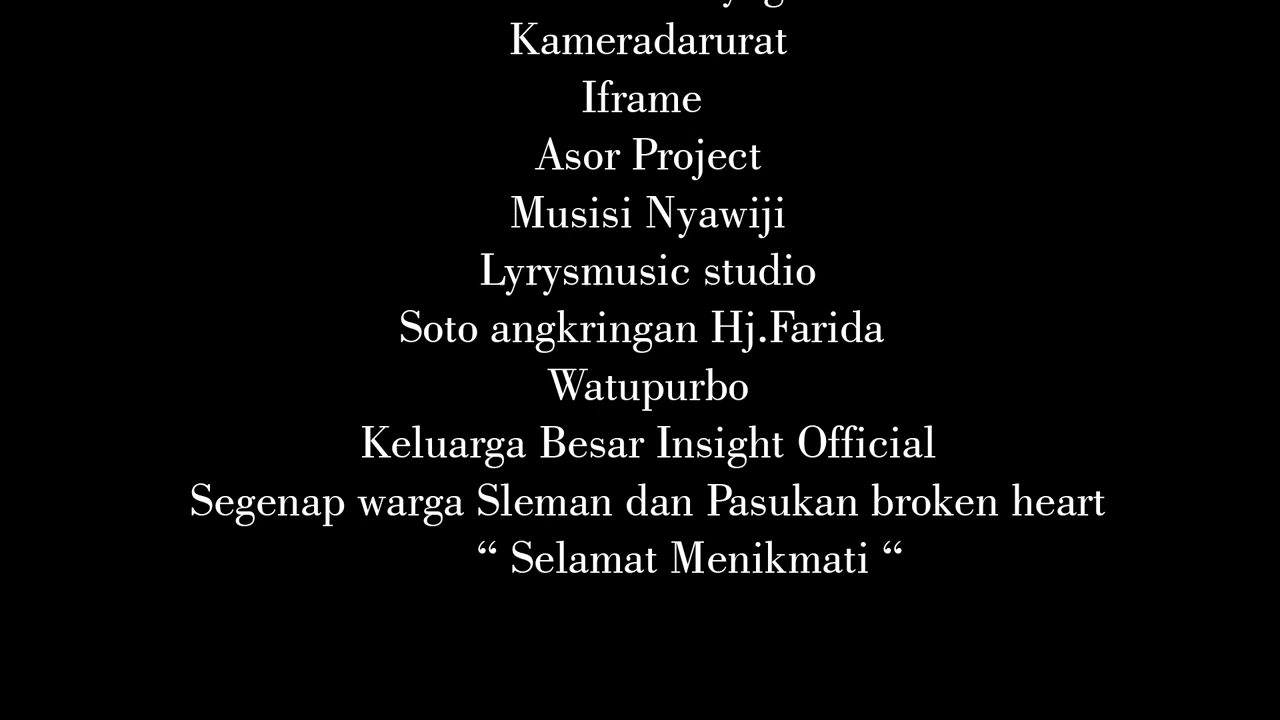 Kameradarurat
Iframe
Asor Project
Musisi Nyawiji
Lyrysmusic studio
Soto angkringan Hj.Farida
Watupurbo
Keluarga Besar Insight Official
Segenap warga Sleman dan Pasukan broken heart
“ Selamat Menikmati “